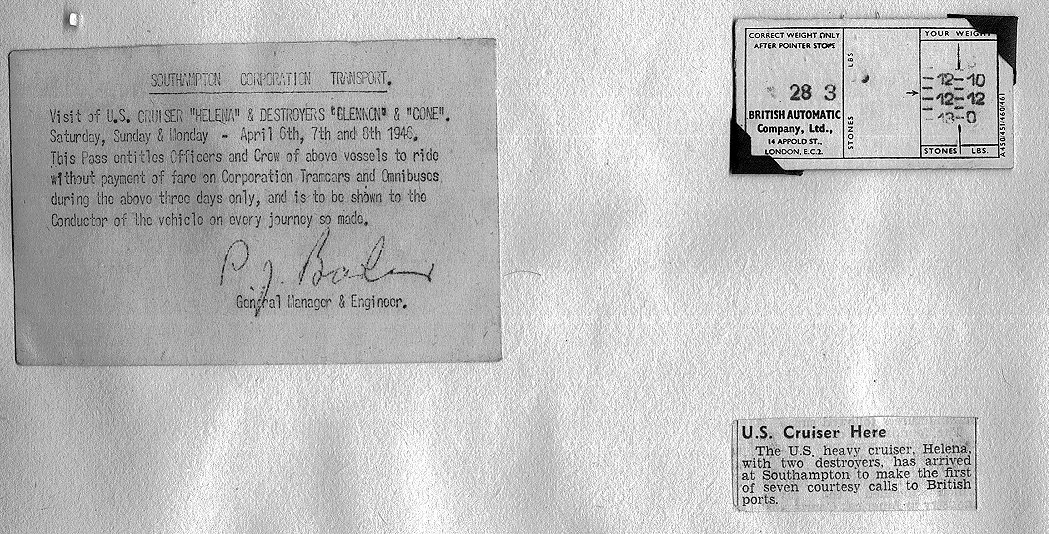 SOUTHAMPTON CORPORATION TRANSPORT.
Visit of U.S. CRUISER "HELENA" & DESTROYERS "GLENNON" & "CONE".
Saturday, Sunday & Monday - April 6th, 7th and 8th 1946.
This Pass entitles Officers and Crew of above vessels to ride
without payment of fare on Corporation Tramcars and Omnibuses
during the above three days only, and is to be shown to the
Conductor of the vehicle on every journey so made.
P. J. Baker
General Manager & Engineer.
CORRECT WEIGHT ONLY
AFTER POINTER STOPS
28 3
BRITISH AUTOMATIC
Company, Ltd.,
14 APPOLD ST.,
LONDON, E.C.2.
STONES LBS
YOUR WEIGHT
12-10
12-12
13-0
STONES LBS.
A450/451/460/461
U.S. Cruiser Here
The U.S. heavy cruiser, Helena,
with two destroyers, has arrived
at Southampton to make the first
of seven courtesy calls to British
ports.